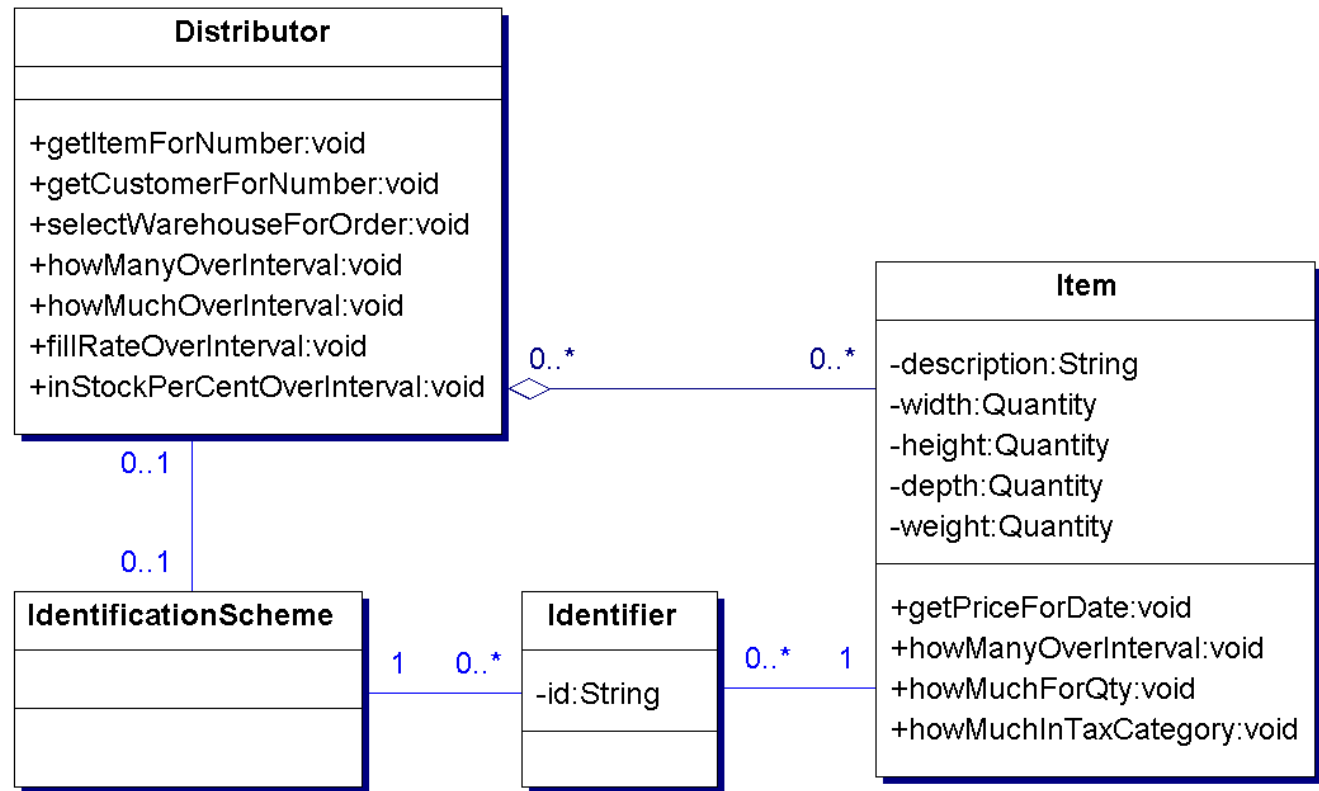 Distributor
+getItemForNumber:void
+getCustomerForNumber:void
+selectWarehouseForOrder:void
+howManyOverInterval:void
+howMuchOverInterval:void
+fillRateOverInterval:void
+inStockPerCentOverInterval:void
0..*
0..*
Item
-description:String
-width:Quantity
-height:Quantity
-depth:Quantity
-weight:Quantity
+getPriceForDate:void
+howManyOverInterval:void
+howMuchForQty:void
+howMuchInTaxCategory:void
0..1
0..1
IdentificationScheme
1
0..*
Identifier
-id:String
0..*
1